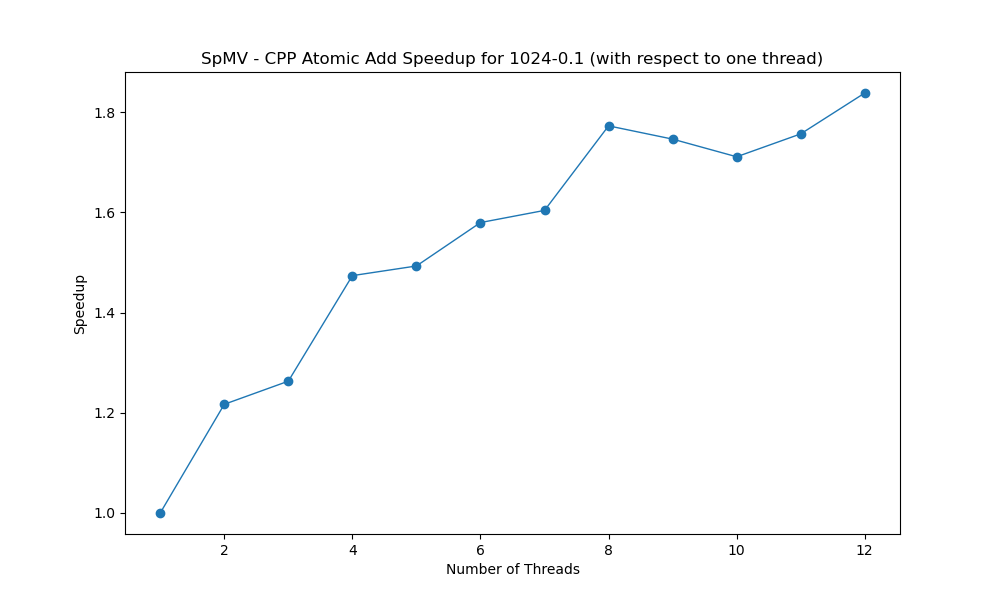 SpMV - CPP Atomic Add Speedup for 1024-0.1 (with respect to one thread)
1.8
1.6
1.4
1.2
1.0
Speedup
2 4 6 8 10 12
Number of Threads